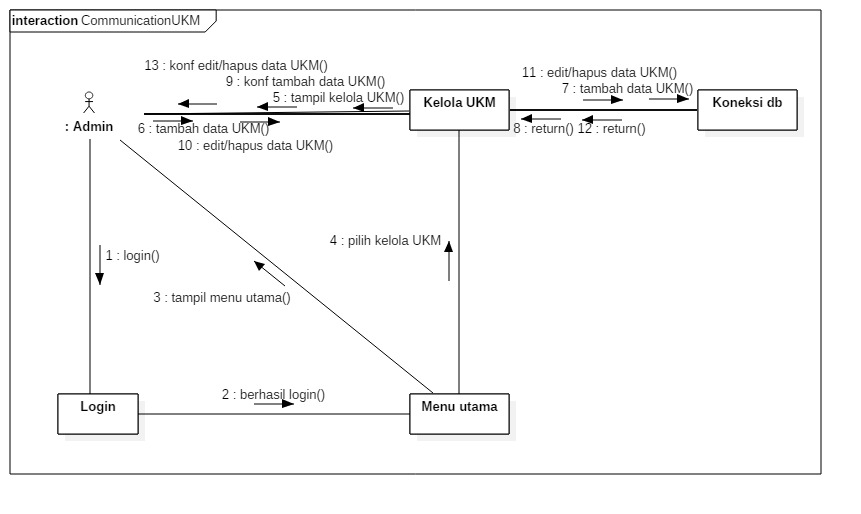 interaction CommunicationUKM
13 : konf edit/hapus data UKM()
9 : konf tambah data UKM()
5 : tampil kelola UKM()
11 : edit/hapus data UKM()
7 : tambah data UKM()
Kelola UKM
Koneksi db
: Admin
6 : tambah data UKM()
8 : return()
12 : return()
10 : edit/hapus data UKM()
4 : pilih kelola UKM
1 : login()
3 : tampil menu utama()
2 : berhasil login()
Login
Menu utama